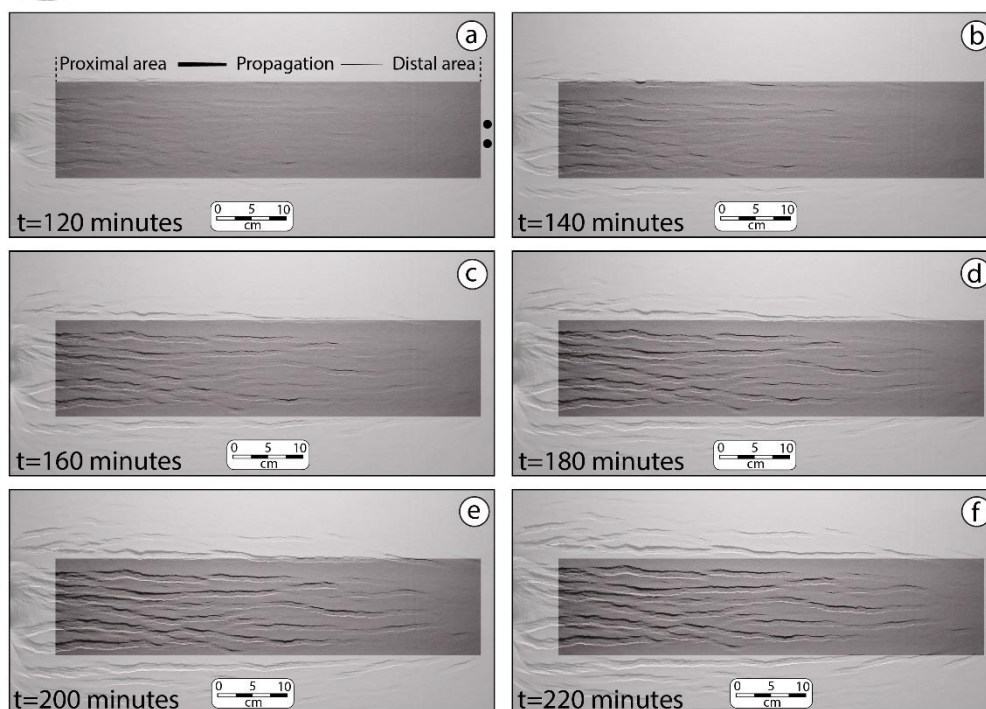 a
Proximal area Propagation Distal area
t=120 minutes
0 5 10
cm
b
t=140 minutes
0 5 10
cm
c
t=160 minutes
0 5 10
cm
d
t=180 minutes
0 5 10
cm
e
t=200 minutes
0 5 10
cm
f
t=220 minutes
0 5 10
cm